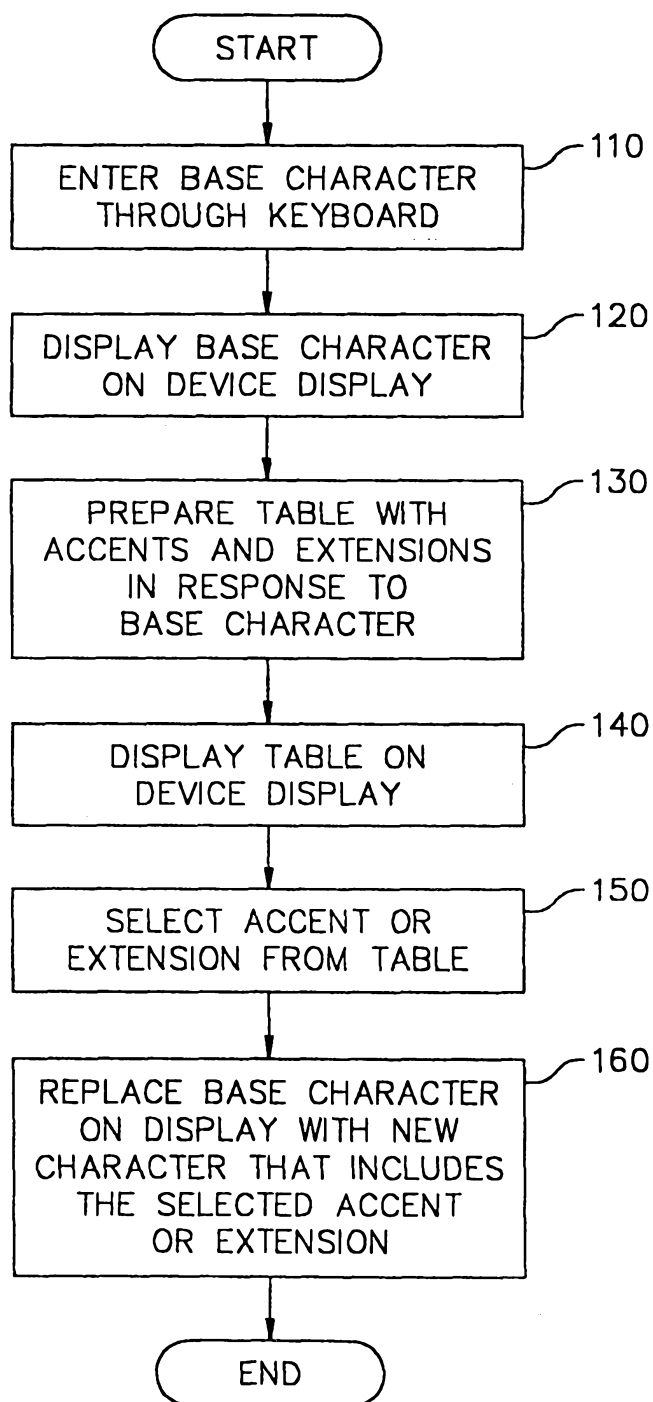 START
110
ENTER BASE CHARACTER
THROUGH KEYBOARD
120
DISPLAY BASE CHARACTER
ON DEVICE DISPLAY
130
PREPARE TABLE WITH
ACCENTS AND EXTENSIONS
IN RESPONSE TO
BASE CHARACTER
140
DISPLAY TABLE ON
DEVICE DISPLAY
150
SELECT ACCENT OR
EXTENSION FROM TABLE
160
REPLACE BASE CHARACTER
ON DISPLAY WITH NEW
CHARACTER THAT INCLUDES
THE SELECTED ACCENT
OR EXTENSION
END